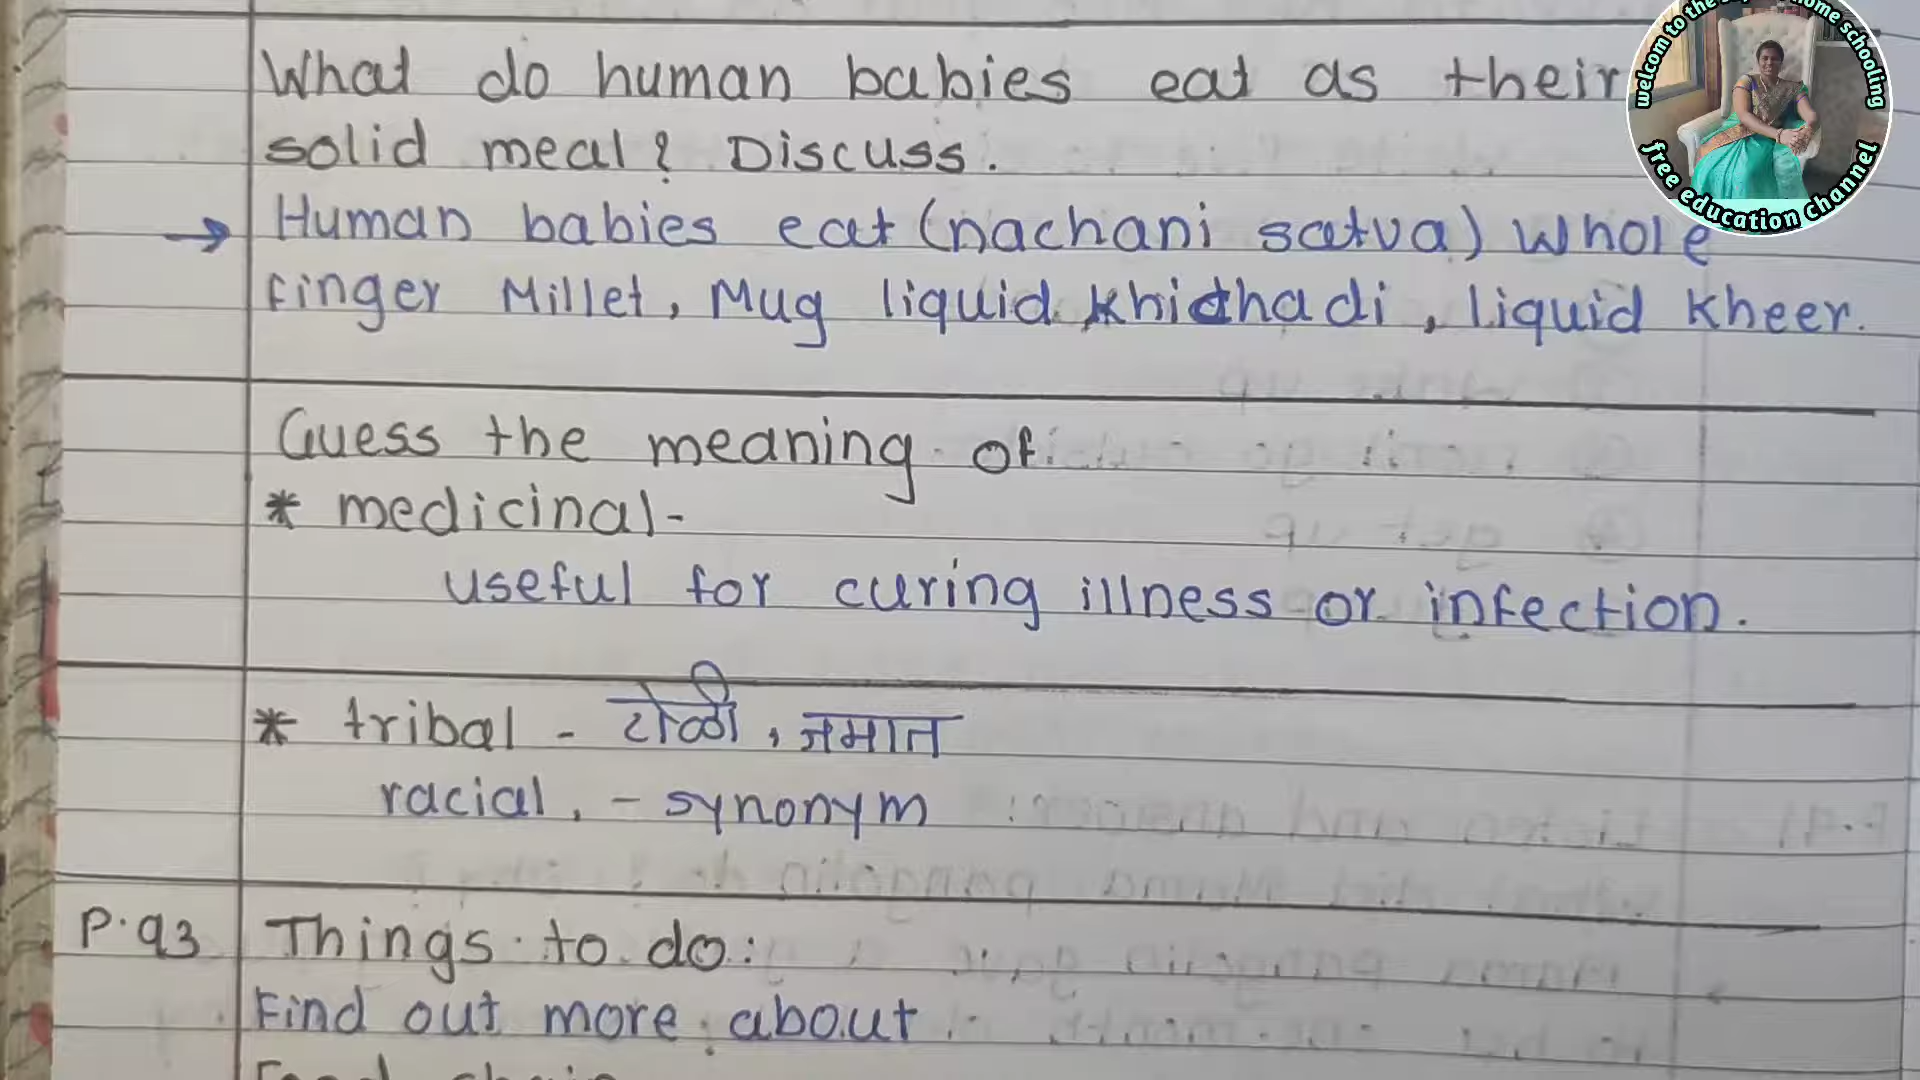 What do human babies eat as their
solid meal? Discuss.
→ Human babies eat (nachani satva) whole
finger Millet, Mug liquid khichadi, liquid kheer.
Guess the meaning of
* medicinal-
useful for curing illness or infection.
* tribal - टोळी, जमात
racial, - synonym
P.93 Things to do:
Find out more about
welcom to the home schooling
free education channel